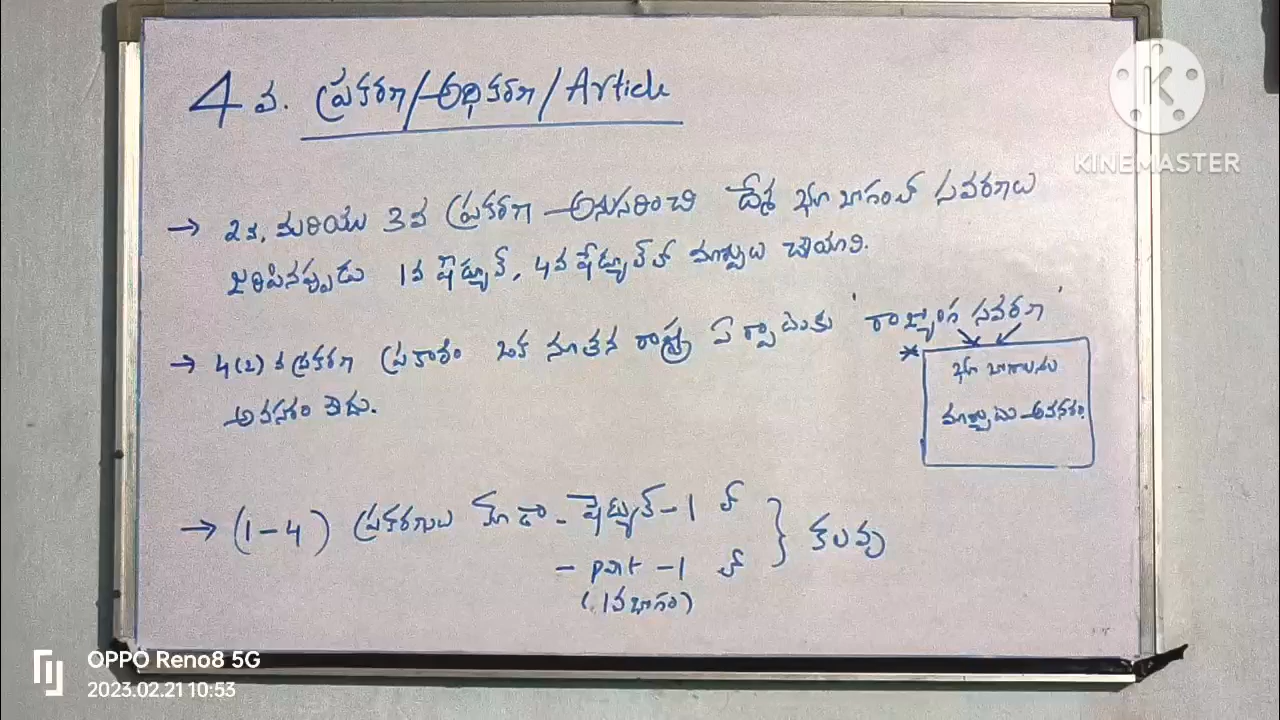 4 వ. ప్రకరణ/అధికరణ/Article
KINEMASTER
→ 2వ, మరియు 3వ ప్రకరణ అనుసరించి దేశ భూ బాగంలో సవరణలు
జరిపినప్పుడు 1వ షెడ్యూల్, 4వ షేడ్యూల్ లో మార్పులు చేయాలి.
→ 4(2) వ ప్రకరణ ప్రకారం ఒక నూతన రాష్ట్ర ఏర్పాటుకు 'రాజ్యాంగ సవరణ'
అవసరం లేదు.
* భూ బాగాలను
మార్చుటు అవసరం.
→ (1-4) ప్రకరణలు కూడా - షెడ్యుల్-1 లో } కలవు
- part -1 లో
(1వ భాగం)
OPPO Reno8 5G
2023.02.21 10:53